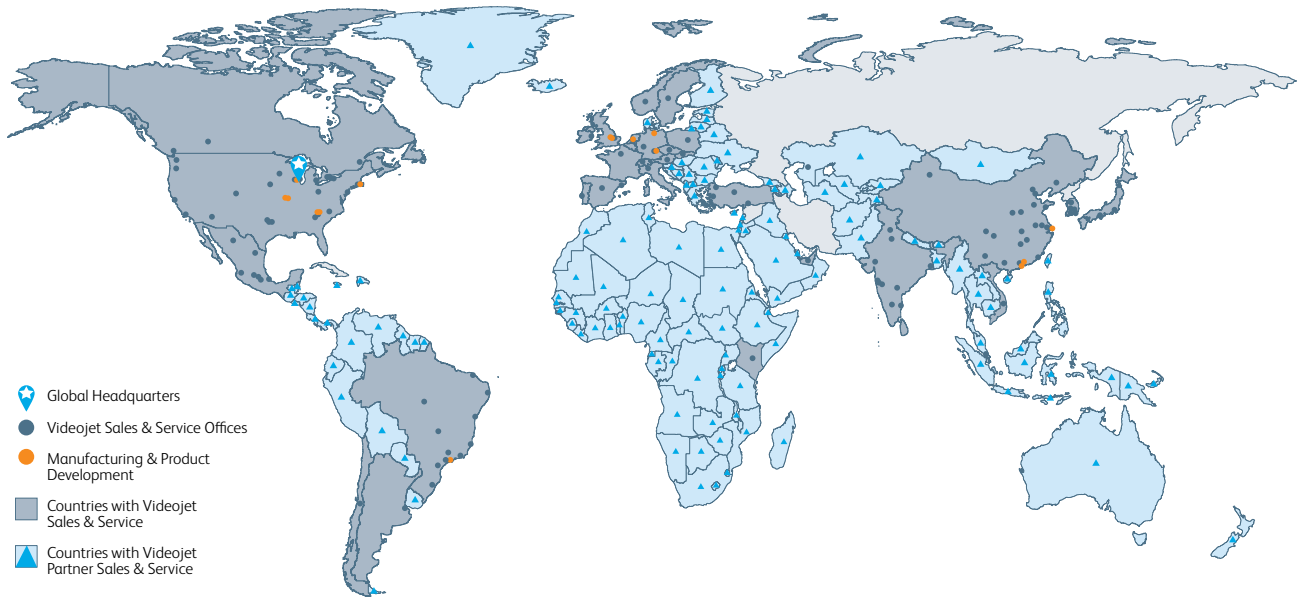 Global Headquarters
Videojet Sales & Service Offices
Manufacturing & Product
Development
Countries with Videojet
Sales & Service
Countries with Videojet
Partner Sales & Service